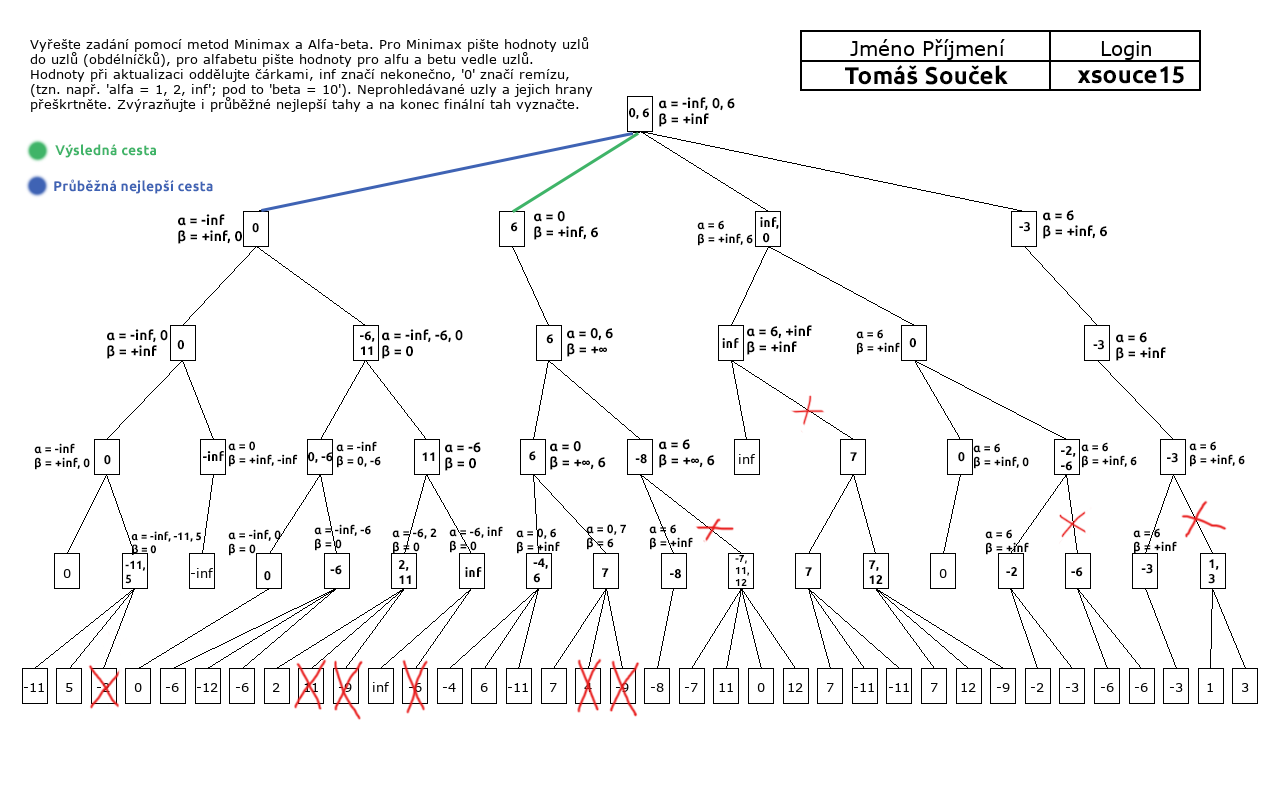 Vyřešte zadání pomocí metod Minimax a Alfa-beta. Pro Minimax pište hodnoty uzlů
do uzlů (obdélníčků), pro alfabetu pište hodnoty pro alfu a betu vedle uzlů.
Hodnoty při aktualizaci oddělujte čárkami, inf značí nekonečno, '0' značí remízu,
(tzn. např. 'alfa = 1, 2, inf'; pod to 'beta = 10'). Neprohledávané uzly a jejich hrany
přeškrtněte. Zvýrazňujte i průběžné nejlepší tahy a na konec finální tah vyznačte.
Jméno Příjmení Login
Tomáš Souček xsouce15
Výsledná cesta
Průběžná nejlepší cesta
0, 6
α = -inf, 0, 6
β = +inf
α = -inf
β = +inf, 0
0
6
α = 0
β = +inf, 6
α = 6
β = +inf, 6
inf,
0
-3
α = 6
β = +inf, 6
α = -inf, 0
β = +inf
0
-6,
11
α = -inf, -6, 0
β = 0
6
α = 0, 6
β = +∞
inf
α = 6, +inf
β = +inf
α = 6
β = +inf
0
-3
α = 6
β = +inf
α = -inf
β = +inf, 0
0
-inf
α = 0
β = +inf, -inf
0, -6
α = -inf
β = 0, -6
11
α = -6
β = 0
6
α = 0
β = +∞, 6
-8
α = 6
β = +∞, 6
inf
7
0
α = 6
β = +inf, 0
-2,
-6
α = 6
β = +inf, 6
-3
α = 6
β = +inf, 6
0
α = -inf, -11, 5
β = 0
-11,
5
-inf
α = -inf, 0
β = 0
0
α = -inf, -6
β = 0
-6
α = -6, 2
β = 0
2,
11
α = -6, inf
β = 0
inf
α = 0, 6
β = +inf
-4,
6
α = 0, 7
β = 6
7
α = 6
β = +inf
-8
-7,
11,
12
7
7,
12
0
α = 6
β = +inf
-2
-6
α = 6
β = +inf
-3
1,
3
-11 5 -2 0 -6 -12 -6 2 11 -9 inf -6 -4 6 -11 7 4 -9 -8 -7 11 0 12 7 -11 -11 7 12 -9 -2 -3 -6 -6 -3 1 3